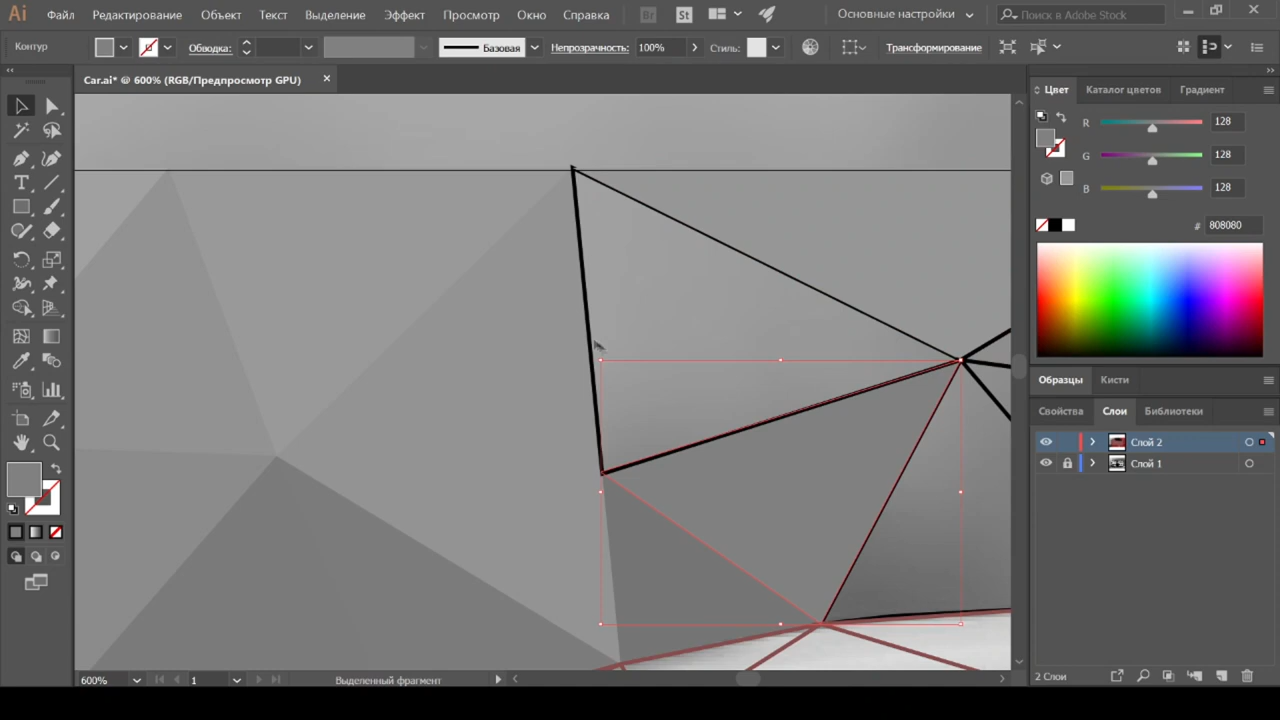 Ai Файл Редактирование Объект Текст Выделение Эффект Просмотр Окно Справка Br St Основные настройки Поиск в Adobe Stock
Контур Обводка: Базовая Непрозрачность: 100% Стиль: Трансформирование
Car.ai* @ 600% (RGB/Предпросмотр GPU)
Цвет Каталог цветов Градиент
R 128
G 128
B 128
# 808080
Образцы Кисти
Свойства Слои Библиотеки
Слой 2
Слой 1
600% 1 Выделенный фрагмент 2 Слои